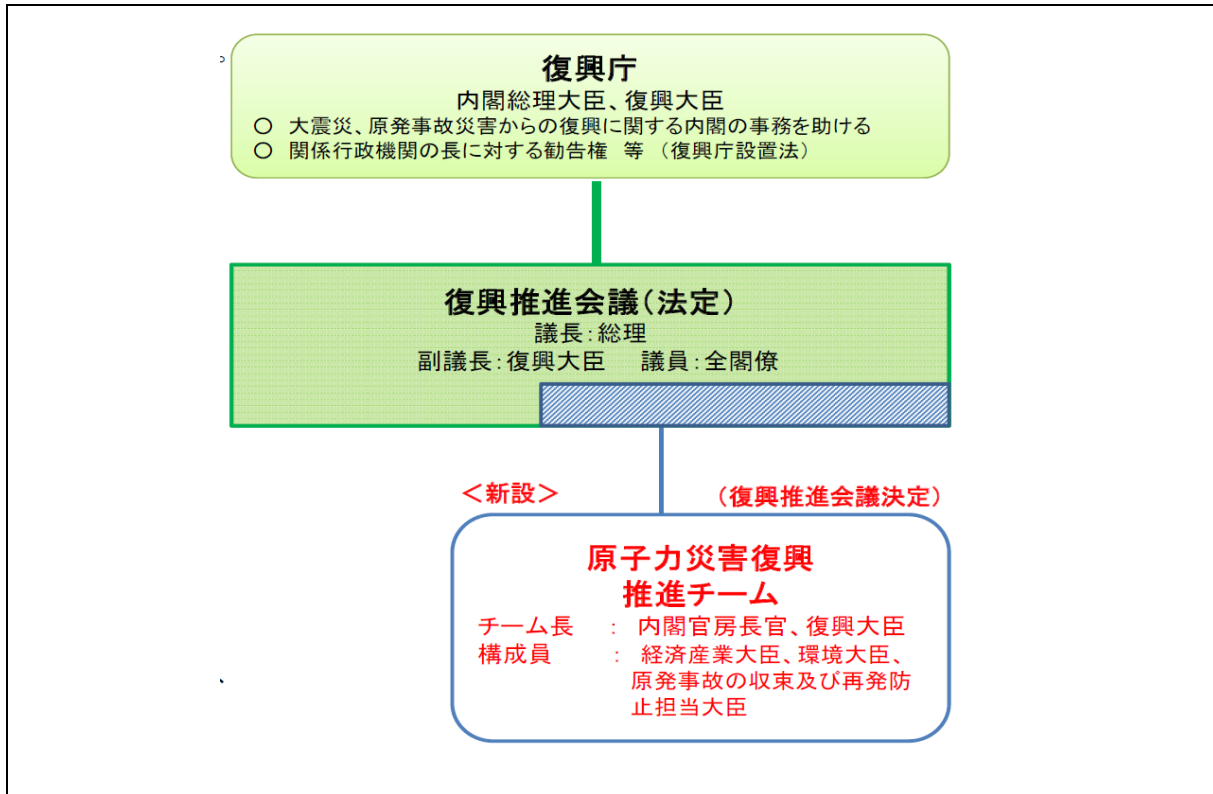 復興庁
内閣総理大臣、復興大臣
○ 大震災、原発事故災害からの復興に関する内閣の事務を助ける
○ 関係行政機関の長に対する勧告権 等 （復興庁設置法）
復興推進会議（法定）
議長：総理
副議長：復興大臣 議員：全閣僚
＜新設＞ （復興推進会議決定）
原子力災害復興
推進チーム
チーム長 ： 内閣官房長官、復興大臣
構成員 ： 経済産業大臣、環境大臣、
原発事故の収束及び再発防
止担当大臣